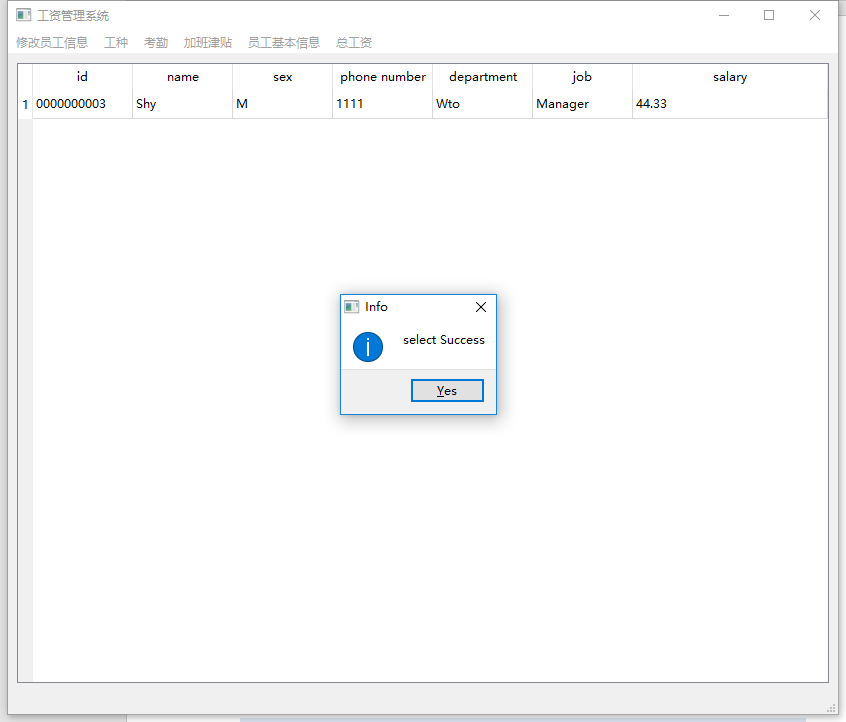 工资管理系统
修改员工信息 工种 考勤 加班津贴 员工基本信息 总工资
id name sex phone number department job salary
1 0000000003 Shy M 1111 Wto Manager 44.33
Info
select Success
Yes